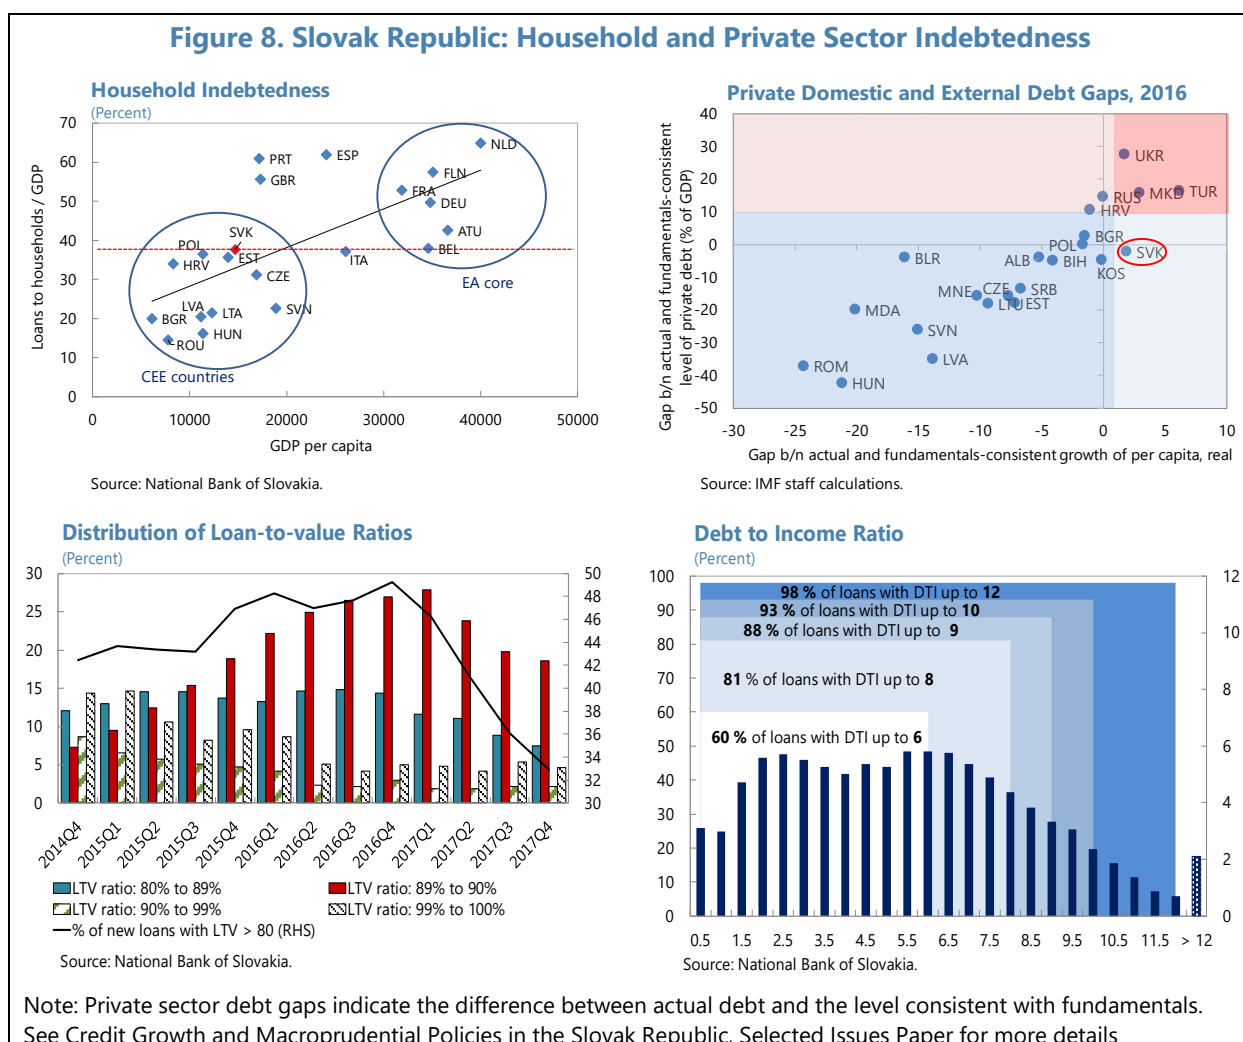 Figure 8. Slovak Republic: Household and Private Sector Indebtedness
Household Indebtedness
(Percent)
Loans to households / GDP
70
60
50
40
30
20
10
0
NLD
PRT
ESP
GBR
FLN
FRA
DEU
SVK
ATU
POL
EST
BEL
HRV
ITA
CZE
EA core
LVA
LTA
SVN
BGR
HUN
ROU
CEE countries
0 10000 20000 30000 40000 50000
GDP per capita
Source: National Bank of Slovakia.
Private Domestic and External Debt Gaps, 2016
Gap b/n actual and fundamentals-consistent
level of private debt (% of GDP)
40
30
20
10
0
-10
-20
-30
-40
-50
UKR
RUS
MKD
TUR
HRV
BGR
POL
SVK
BLR
ALB
BIH
KOS
MNE
CZE
SRB
LTU
EST
MDA
SVN
LVA
ROM
HUN
-30 -25 -20 -15 -10 -5 0 5 10
Gap b/n actual and fundamentals-consistent growth of per capita, real
Source: IMF staff calculations.
Distribution of Loan-to-value Ratios
(Percent)
30
25
20
15
10
5
0
50
48
46
44
42
40
38
36
34
32
30
2014Q4
2015Q1
2015Q2
2015Q3
2015Q4
2016Q1
2016Q2
2016Q3
2016Q4
2017Q1
2017Q2
2017Q3
2017Q4
LTV ratio: 80% to 89%
LTV ratio: 89% to 90%
LTV ratio: 90% to 99%
LTV ratio: 99% to 100%
% of new loans with LTV > 80 (RHS)
Source: National Bank of Slovakia.
Debt to Income Ratio
(Percent)
100
90
80
70
60
50
40
30
20
10
0
12
10
8
6
4
2
0
98 % of loans with DTI up to 12
93 % of loans with DTI up to 10
88 % of loans with DTI up to 9
81 % of loans with DTI up to 8
60 % of loans with DTI up to 6
0.5 1.5 2.5 3.5 4.5 5.5 6.5 7.5 8.5 9.5 10.5 11.5 > 12
Source: National Bank of Slovakia.
Note: Private sector debt gaps indicate the difference between actual debt and the level consistent with fundamentals.
See Credit Growth and Macroprudential Policies in the Slovak Republic, Selected Issues Paper for more details